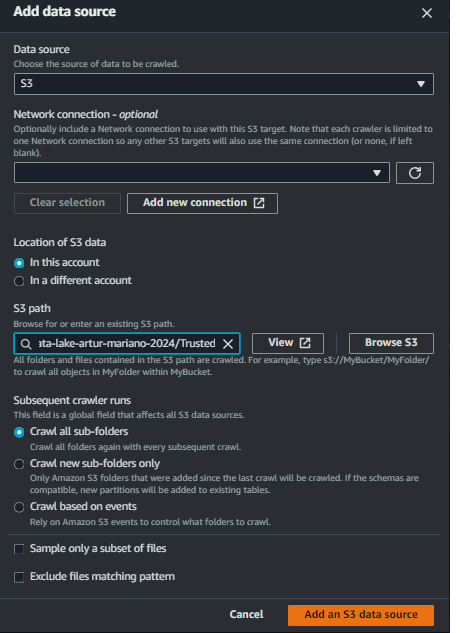 Add data source
Data source
Choose the source of data to be crawled.
S3
Network connection - optional
Optionally include a Network connection to use with this S3 target. Note that each crawler is limited to
one Network connection so any other S3 targets will also use the same connection (or none, if left
blank).
Clear selection
Add new connection
Location of S3 data
In this account
In a different account
S3 path
Browse for or enter an existing S3 path.
ta-lake-artur-mariano-2024/Trusted
View
Browse S3
All folders and files contained in the S3 path are crawled. For example, type s3://MyBucket/MyFolder/
to crawl all objects in MyFolder within MyBucket.
Subsequent crawler runs
This field is a global field that affects all S3 data sources.
Crawl all sub-folders
Crawl all folders again with every subsequent crawl.
Crawl new sub-folders only
Only Amazon S3 folders that were added since the last crawl will be crawled. If the schemas are
compatible, new partitions will be added to existing tables.
Crawl based on events
Rely on Amazon S3 events to control what folders to crawl.
Sample only a subset of files
Exclude files matching pattern
Cancel
Add an S3 data source